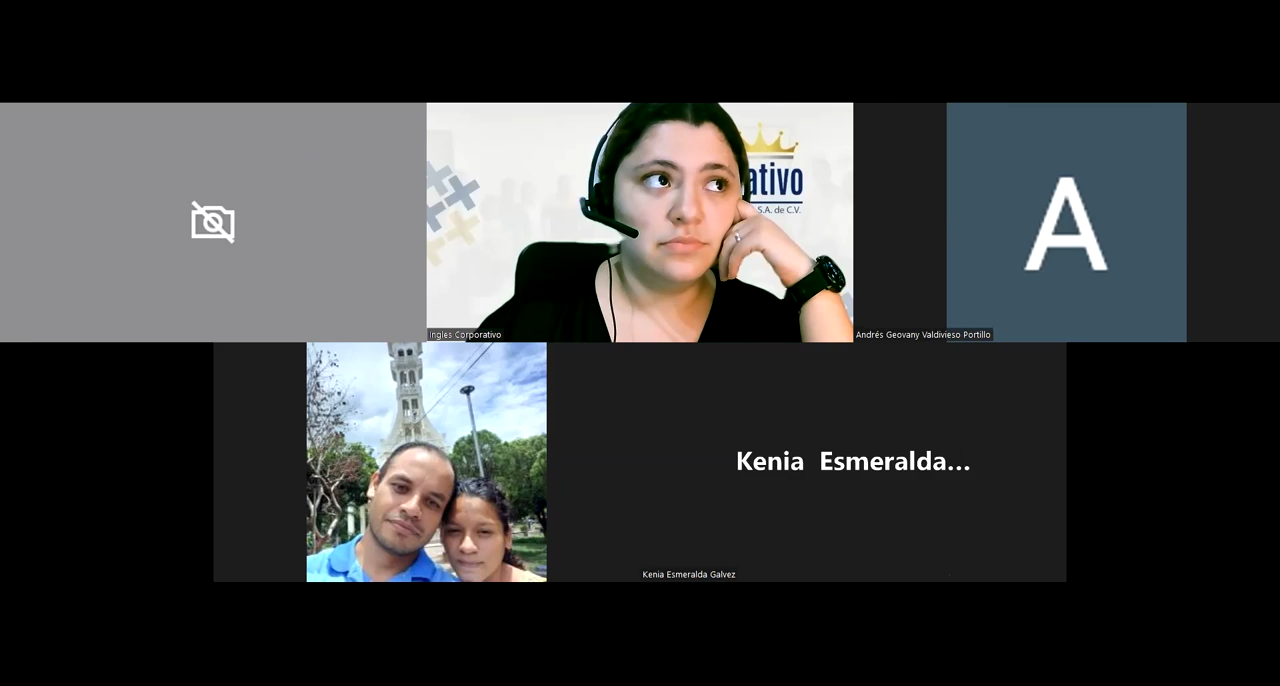 ativo
S.A. de C.V.
Ingles Corporativo
A
Andrés Geovany Valdivieso Portillo
Kenia Esmeralda...
Kenia Esmeralda Galvez